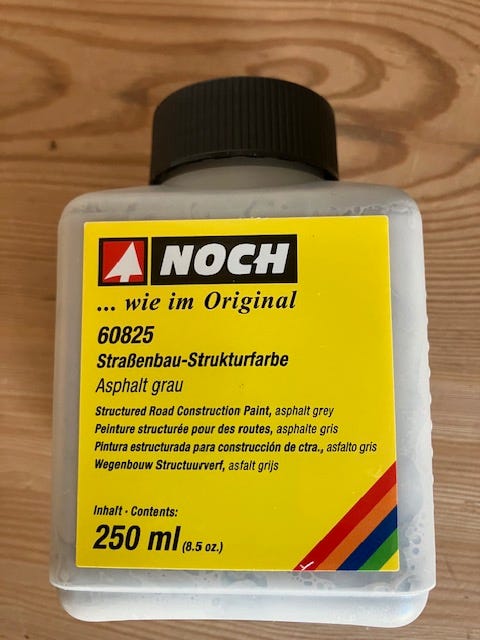 NOCH
... wie im Original
60825
Straßenbau-Strukturfarbe
Asphalt grau
Structured Road Construction Paint, asphalt grey
Peinture structurée pour des routes, asphalte gris
Pintura estructurada para construcción de ctra., asfalto gris
Wegenbouw Structuurverf, asfalt grijs
Inhalt · Contents:
250 ml (8.5 oz.)